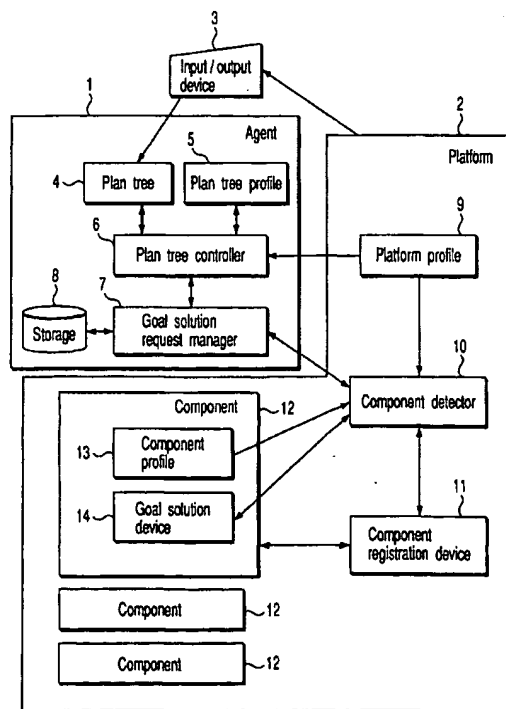 3
Input / output
device
1
2
Agent
Platform
5
4
Plan tree
Plan tree profile
9
6
Plan tree controller
Platform profile
8
7
Storage
Goal solution
request manager
10
Component
12
Component detector
13
Component
profile
11
14
Goal solution
device
Component
registration device
Component
12
Component
12